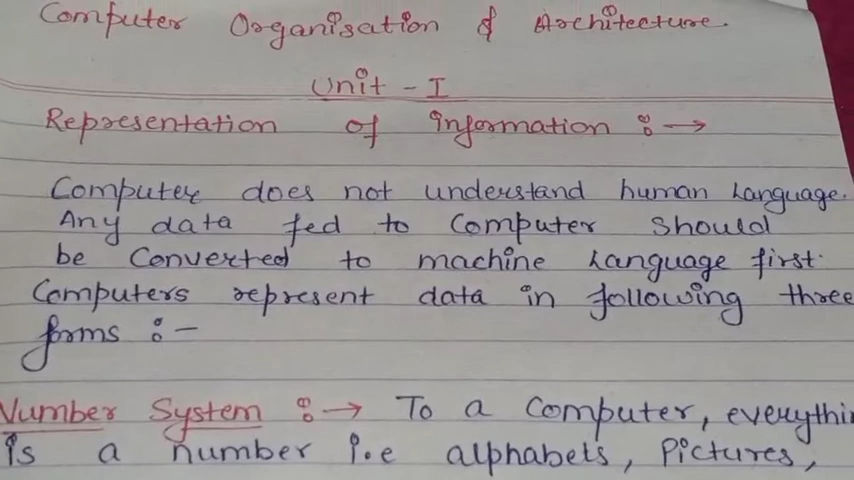 Computer Organisation & Architecture.
Unit - I
Representation of Information :→
Computer does not understand human Language.
Any data fed to Computer should
be Converted to machine Language first.
Computers represent data in following three
forms :-
Number System :→ To a Computer, everythin
is a number i.e alphabets, Pictures,